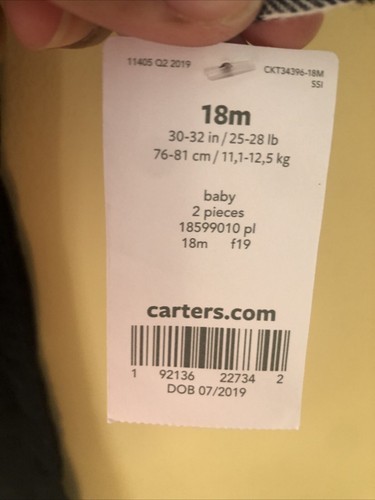 11405 Q2 2019
CKT34396-18M
SSI
18m
30-32 in / 25-28 lb
76-81 cm / 11,1-12,5 kg
baby
2 pieces
18599010 pl
18m f19
carters.com
1 92136 22734 2
DOB 07/2019